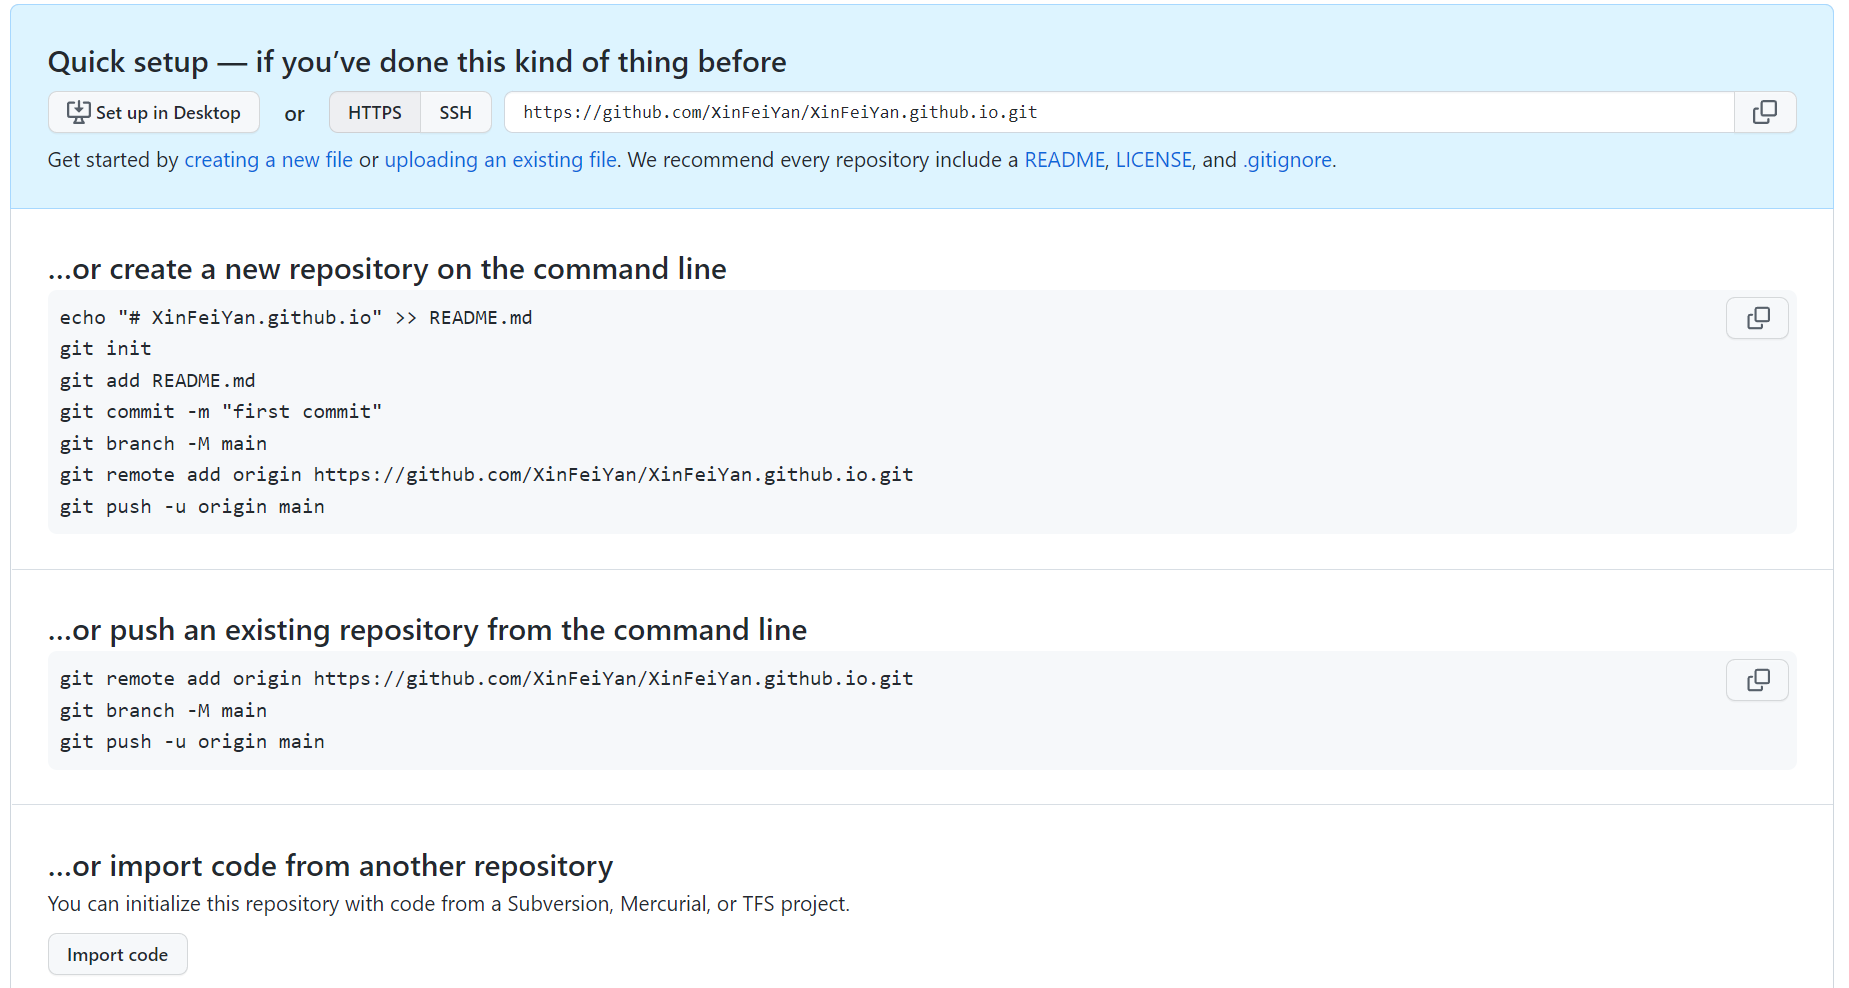 Quick setup — if you’ve done this kind of thing before
Set up in Desktop or HTTPS SSH https://github.com/XinFeiYan/XinFeiYan.github.io.git
Get started by creating a new file or uploading an existing file. We recommend every repository include a README, LICENSE, and .gitignore.
…or create a new repository on the command line
echo "# XinFeiYan.github.io" >> README.md
git init
git add README.md
git commit -m "first commit"
git branch -M main
git remote add origin https://github.com/XinFeiYan/XinFeiYan.github.io.git
git push -u origin main
…or push an existing repository from the command line
git remote add origin https://github.com/XinFeiYan/XinFeiYan.github.io.git
git branch -M main
git push -u origin main
…or import code from another repository
You can initialize this repository with code from a Subversion, Mercurial, or TFS project.
Import code